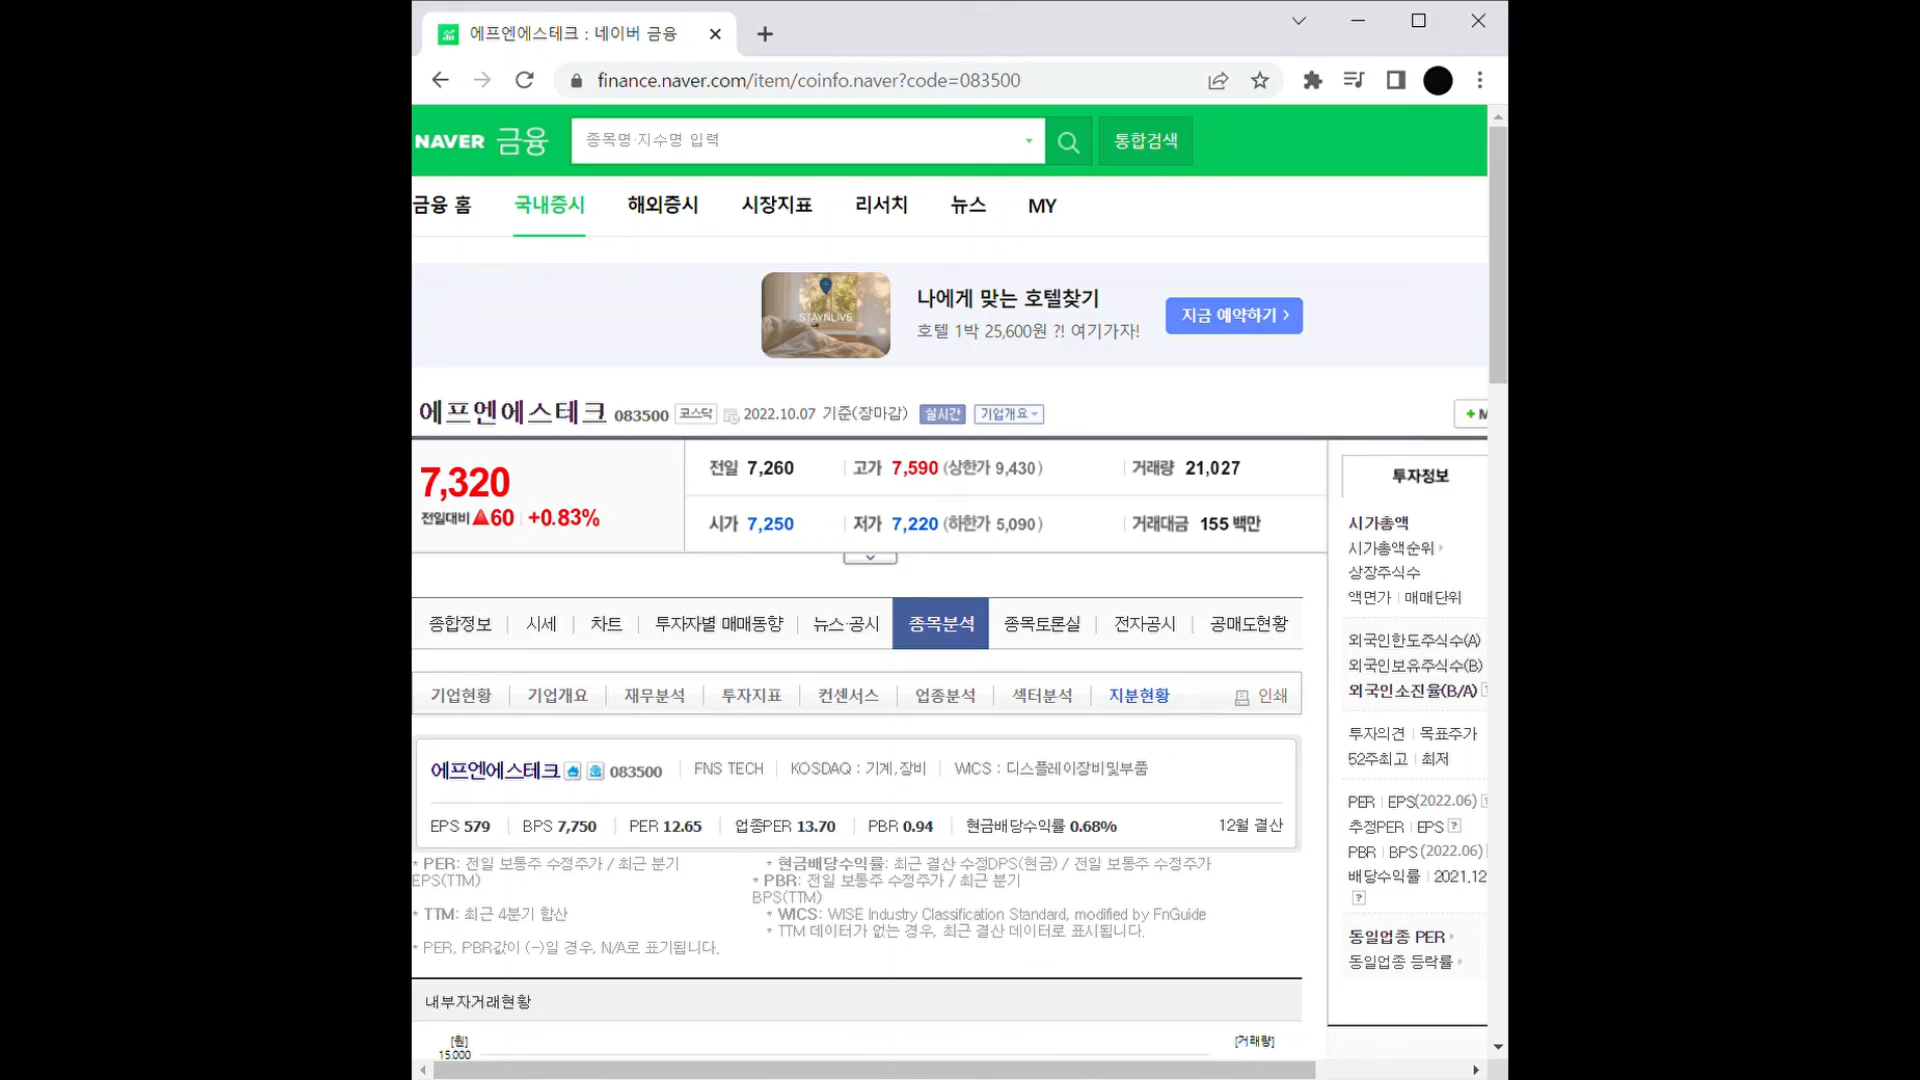 에프엔에스테크 : 네이버 금융
finance.naver.com/item/coinfo.naver?code=083500
NAVER 금융 종목명·지수명 입력 통합검색
금융 홈 국내증시 해외증시 시장지표 리서치 뉴스 MY
STAYNLIVE
나에게 맞는 호텔찾기
호텔 1박 25,600원 ?! 여기가자!
지금 예약하기
에프엔에스테크 083500 코스닥 2022.10.07 기준(장마감) 실시간 기업개요
7,320
전일대비 ▲60 +0.83%
전일 7,260 고가 7,590 (상한가 9,430) 거래량 21,027
시가 7,250 저가 7,220 (하한가 5,090) 거래대금 155 백만
종합정보 시세 차트 투자자별 매매동향 뉴스·공시 종목분석 종목토론실 전자공시 공매도현황
기업현황 기업개요 재무분석 투자지표 컨센서스 업종분석 섹터분석 지분현황 인쇄
에프엔에스테크 083500 FNS TECH KOSDAQ : 기계,장비 WICS : 디스플레이장비및부품
EPS 579 BPS 7,750 PER 12.65 업종PER 13.70 PBR 0.94 현금배당수익률 0.68% 12월 결산
* PER: 전일 보통주 수정주가 / 최근 분기
EPS(TTM)
* 현금배당수익률: 최근 결산 수정DPS(현금) / 전일 보통주 수정주가
* PBR: 전일 보통주 수정주가 / 최근 분기
BPS(TTM)
* TTM: 최근 4분기 합산
* WICS: WISE Industry Classification Standard, modified by FnGuide
* TTM 데이터가 없는 경우, 최근 결산 데이터로 표시됩니다.
* PER, PBR값이 (-)일 경우, N/A로 표기됩니다.
내부자거래현황
[원]
15,000
[거래량]
투자정보
시가총액
시가총액순위
상장주식수
액면가 매매단위
외국인한도주식수(A)
외국인보유주식수(B)
외국인소진율(B/A)
투자의견 목표주가
52주최고 최저
PER EPS(2022.06)
추정PER EPS ?
PBR BPS (2022.06)
배당수익률 2021.12
?
동일업종 PER
동일업종 등락률